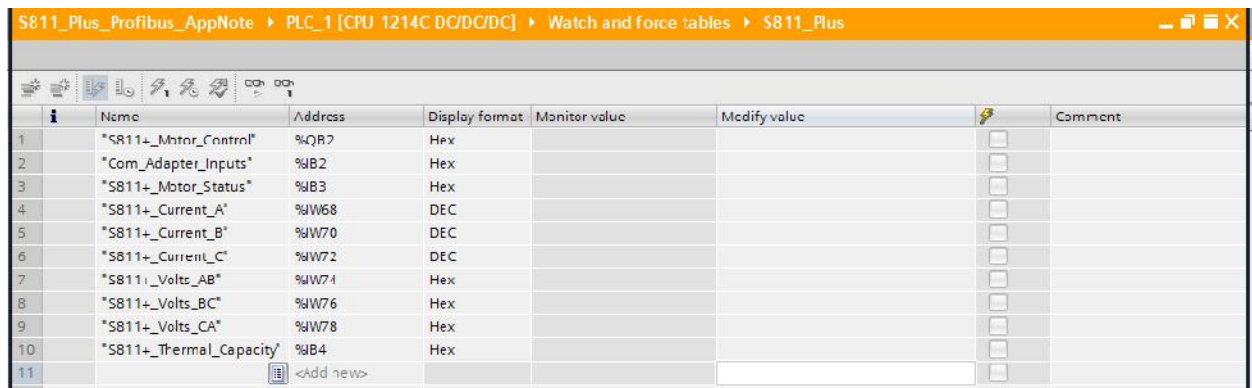 S811_Plus_Profibus_AppNote ▸ PLC_1 [CPU 1214C DC/DC/DC] ▸ Watch and force tables ▸ S811_Plus
i Name Address Display format Monitor value Modify value Comment
1 "S811+_Motor_Control" %QB2 Hex
2 "Com_Adapter_Inputs" %IB2 Hex
3 "S811+_Motor_Status" %IB3 Hex
4 "S811+_Current_A" %IW68 DEC
5 "S811+_Current_B" %IW70 DEC
6 "S811+_Current_C" %IW72 DEC
7 "S811+_Volts_AB" %IW74 Hex
8 "S811+_Volts_BC" %IW76 Hex
9 "S811+_Volts_CA" %IW78 Hex
10 "S811+_Thermal_Capacity" %IB4 Hex
11 <Add new>